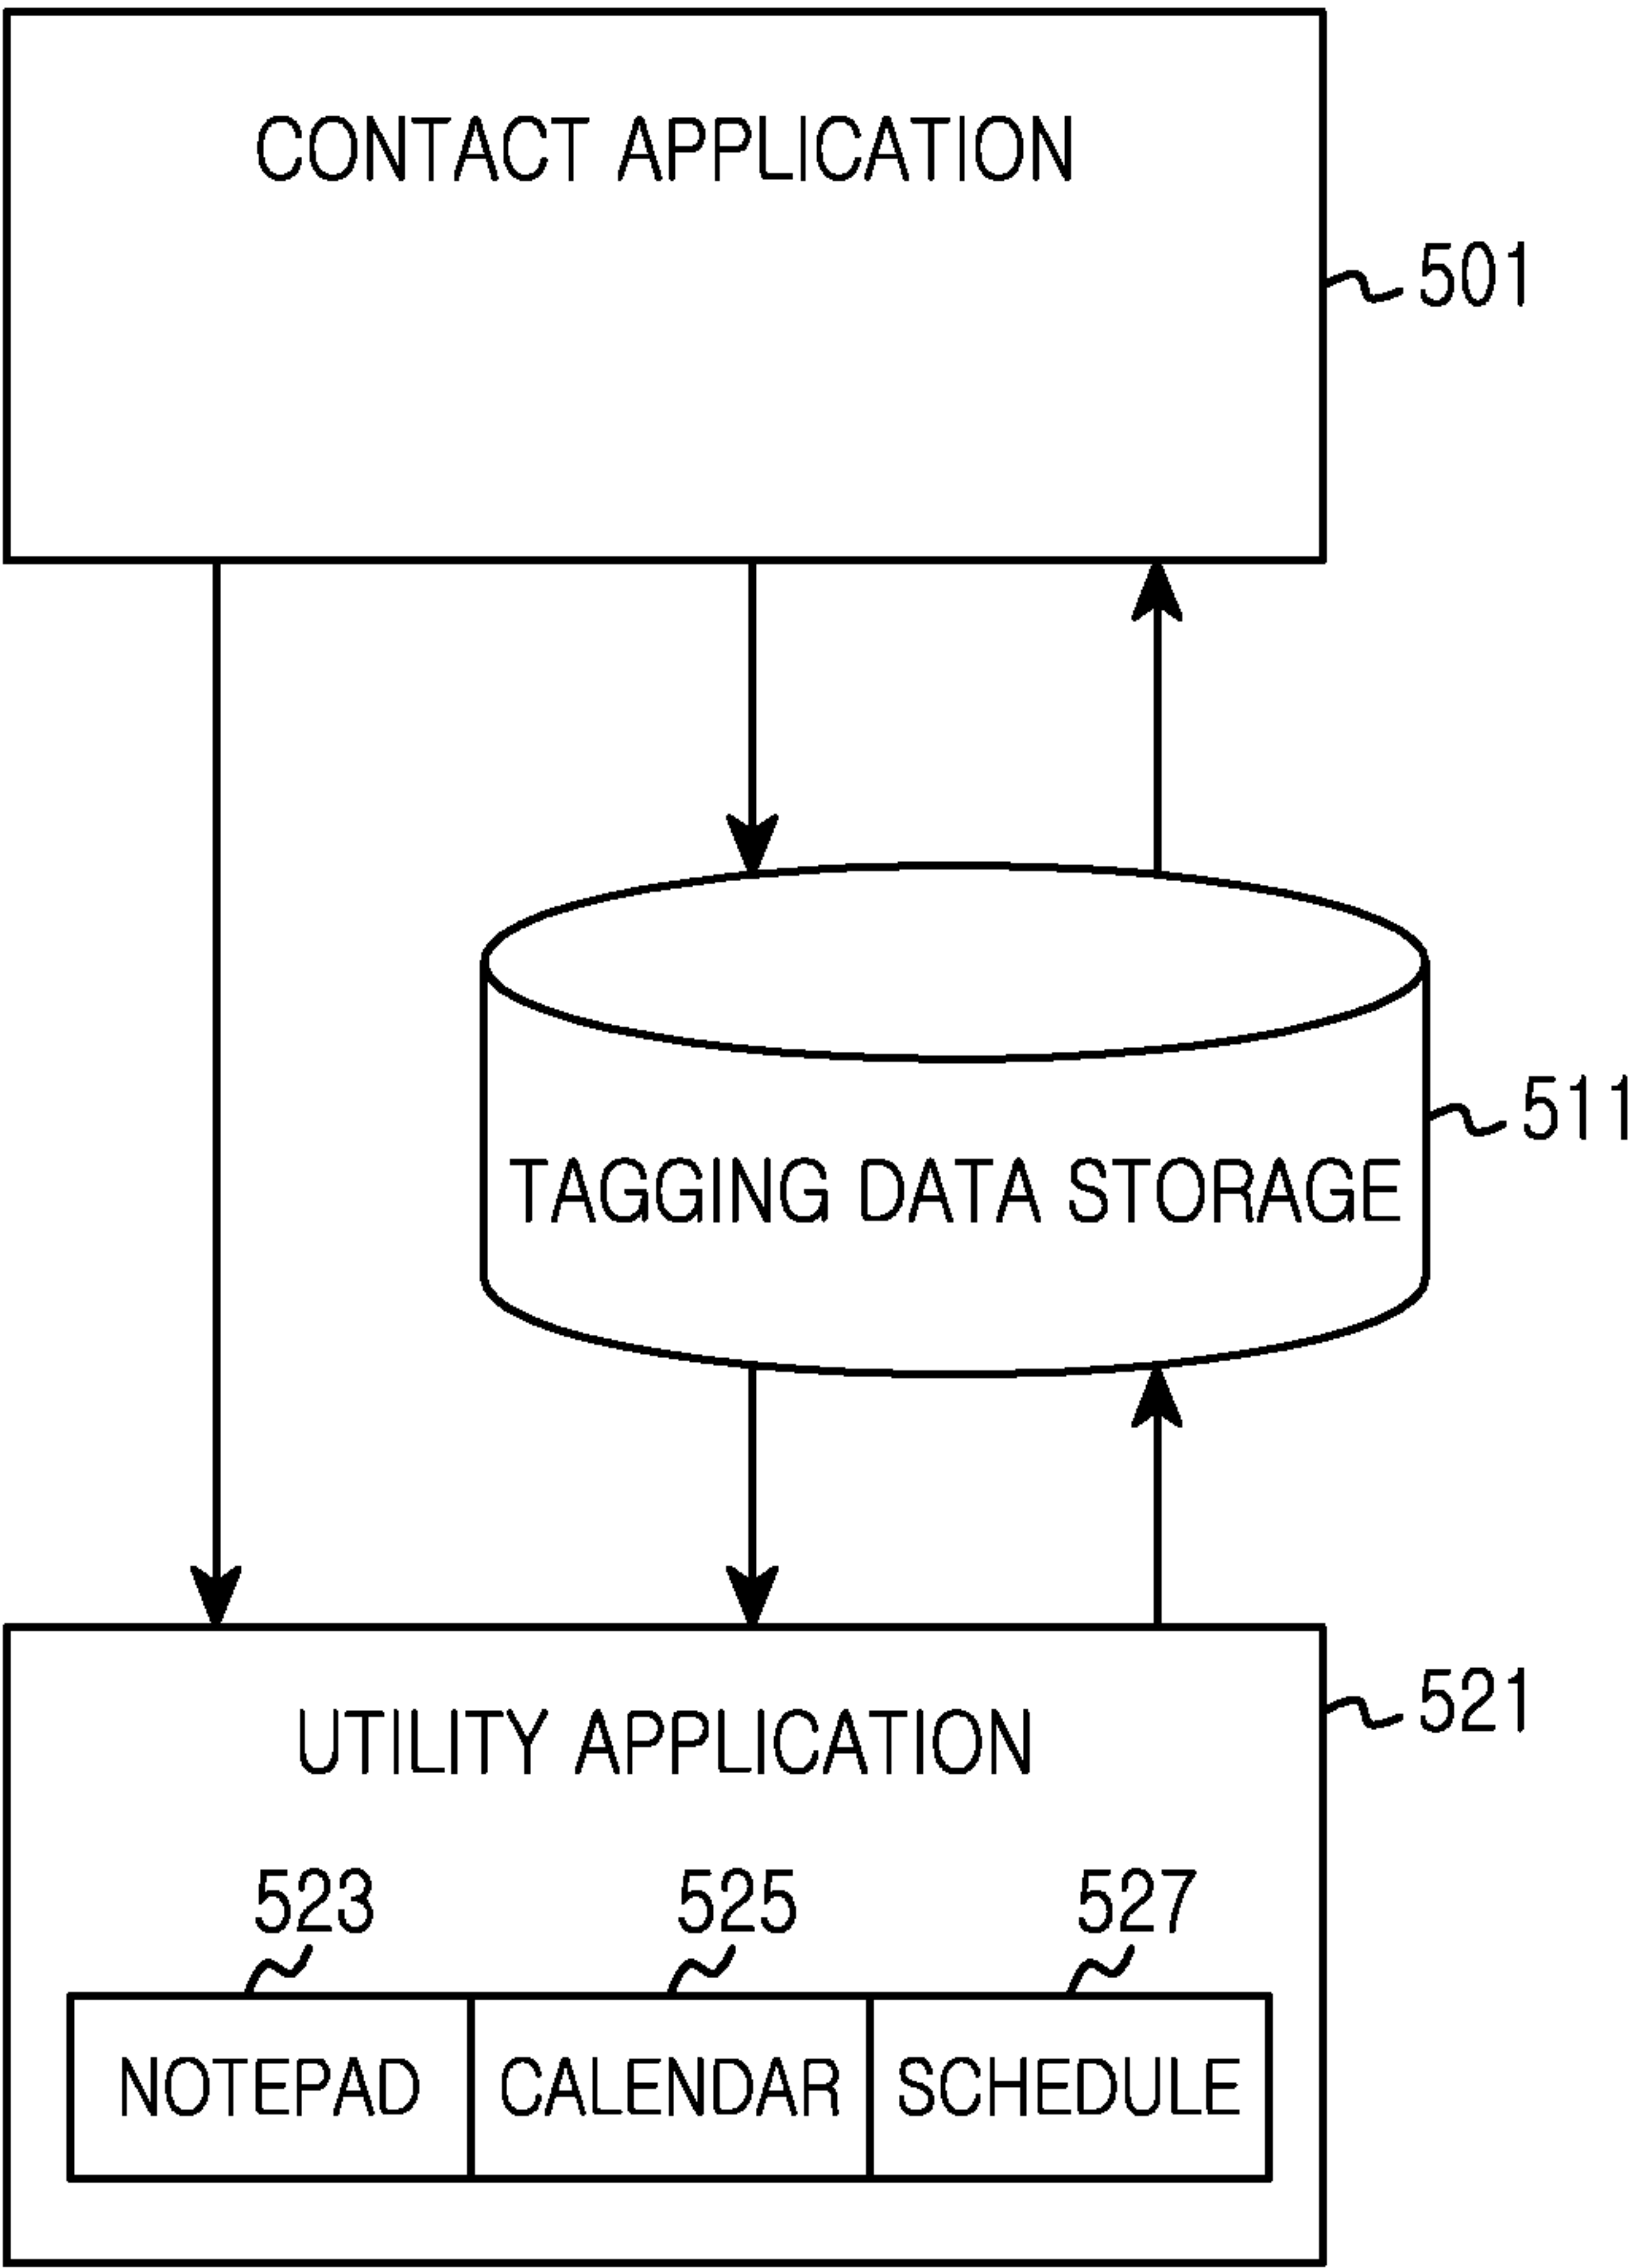 CONTACT APPLICATION
501
511
TAGGING DATA STORAGE
521
UTILITY APPLICATION
523 525 527
NOTEPAD CALENDAR SCHEDULE